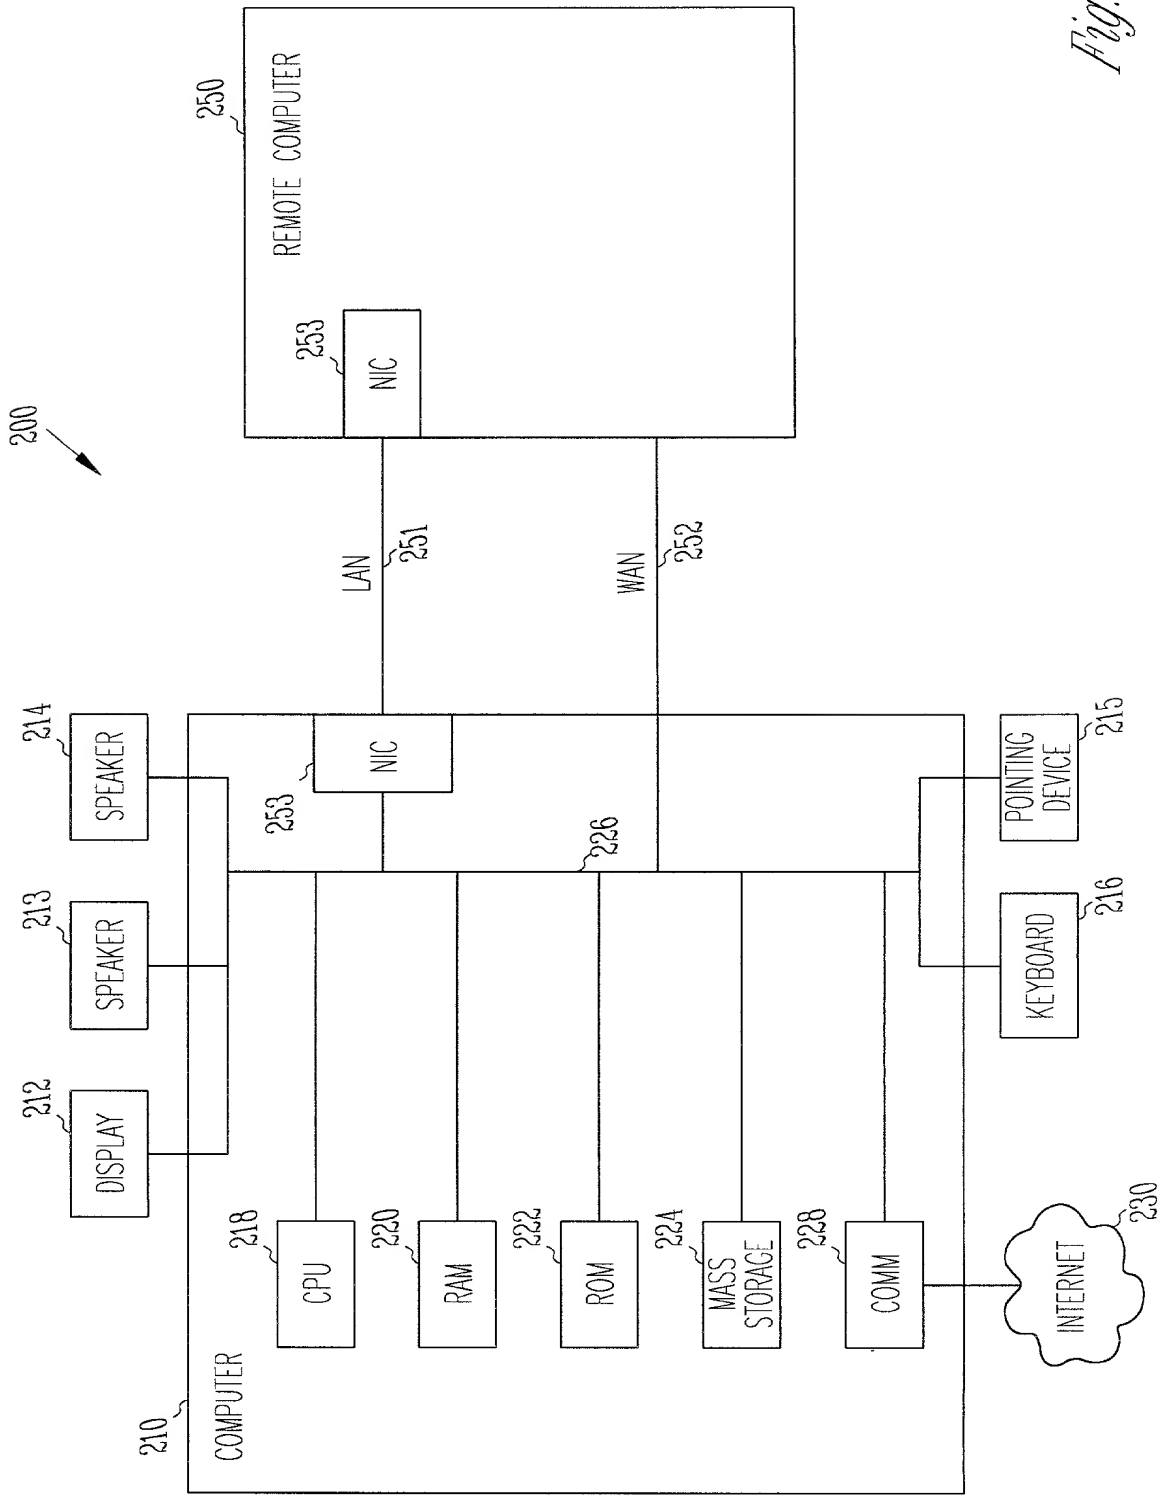 200
210
COMPUTER
212
DISPLAY
213
SPEAKER
214
SPEAKER
218
CPU
220
RAM
222
ROM
224
MASS
STORAGE
228
COMM
226
253
NIC
LAN
251
WAN
252
250
REMOTE COMPUTER
253
NIC
INTERNET
230
KEYBOARD
216
POINTING
DEVICE
215
Fig.